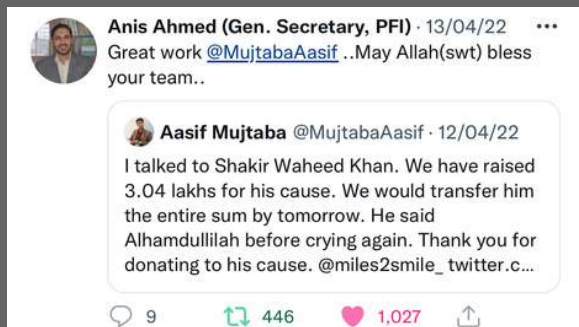 Anis Ahmed (Gen. Secretary, PFI) · 13/04/22 •••
Great work @MujtabaAasif ..May Allah(swt) bless
your team..
Aasif Mujtaba @MujtabaAasif · 12/04/22
I talked to Shakir Waheed Khan. We have raised
3.04 lakhs for his cause. We would transfer him
the entire sum by tomorrow. He said
Alhamdullilah before crying again. Thank you for
donating to his cause. @miles2smile_ twitter.c...
9 446 1,027